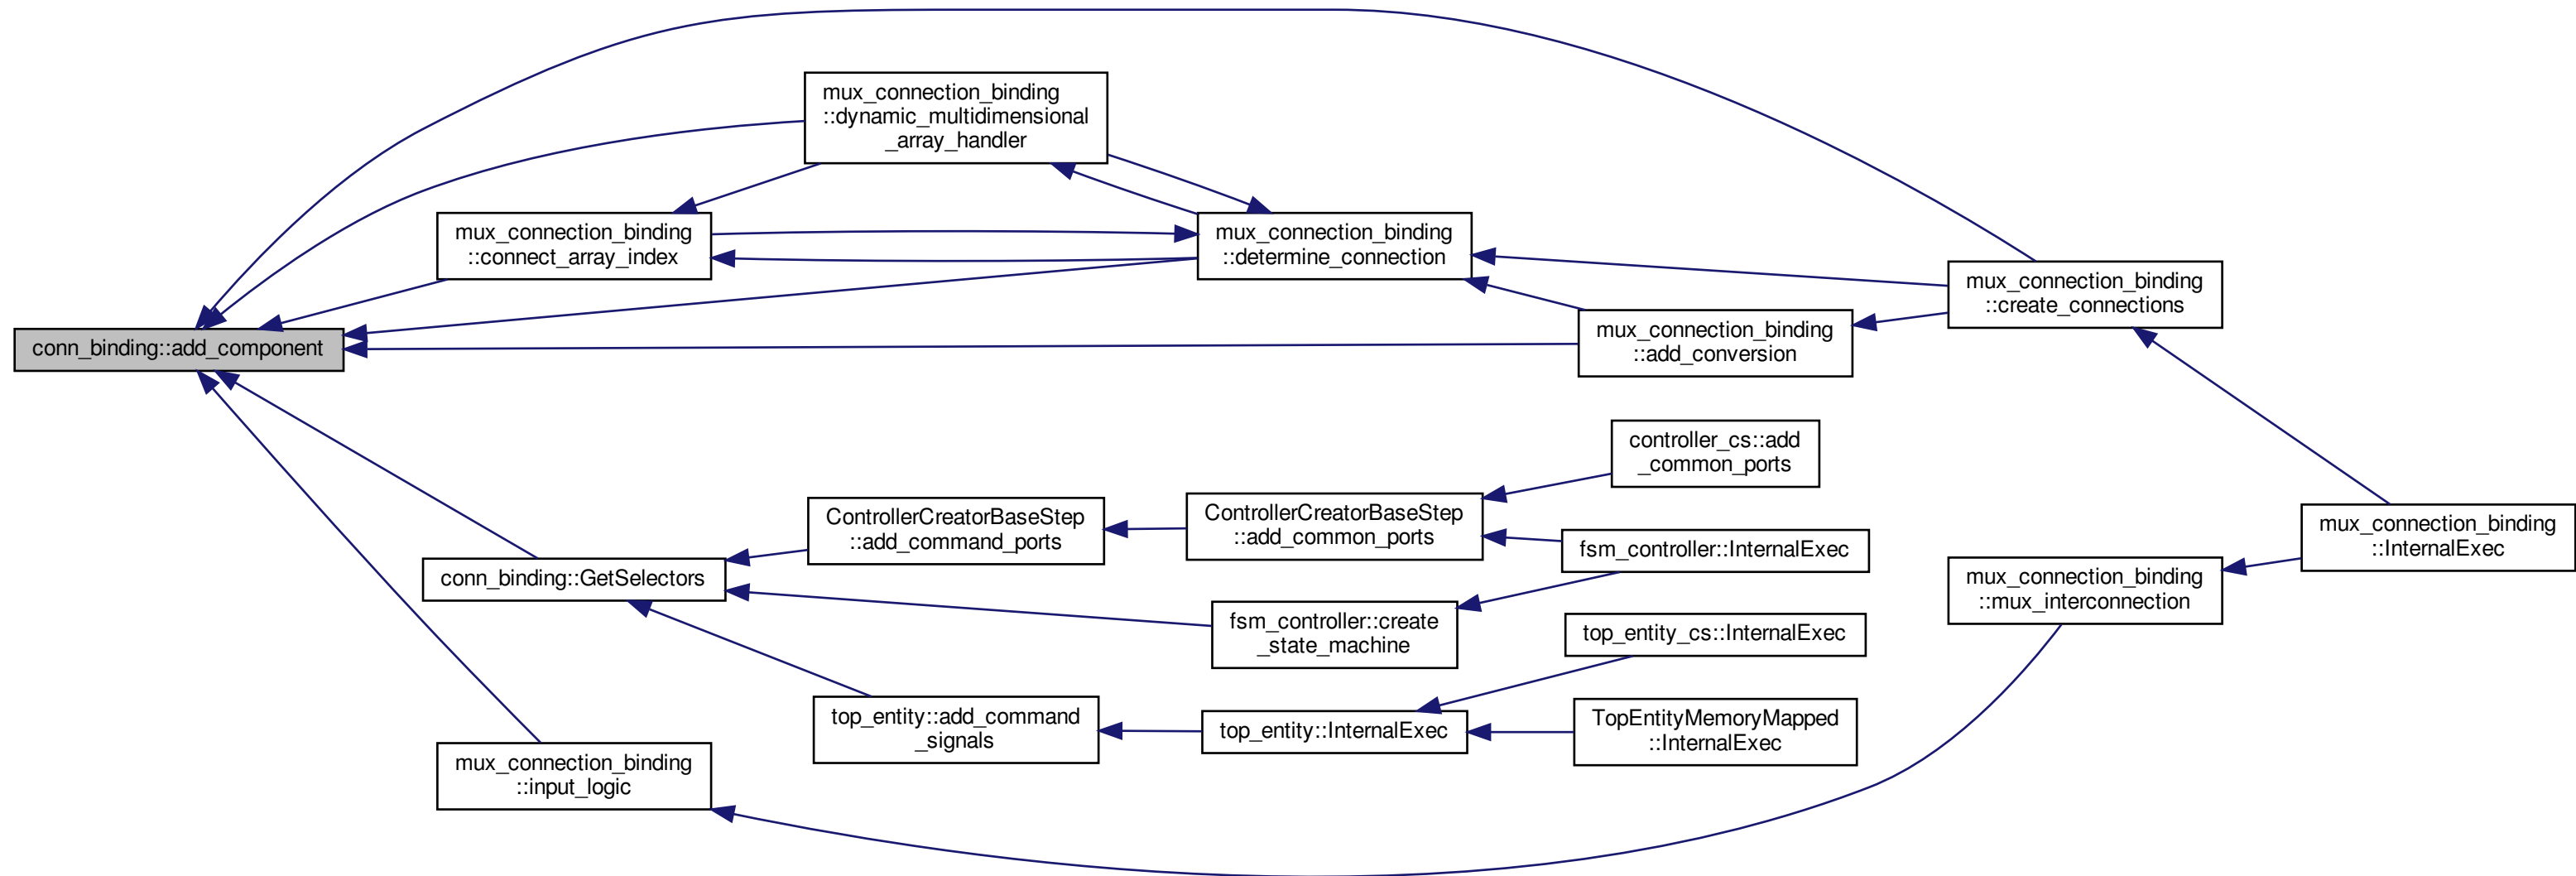 mux_connection_binding
::dynamic_multidimensional
_array_handler
mux_connection_binding
::connect_array_index
mux_connection_binding
::determine_connection
mux_connection_binding
::create_connections
conn_binding::add_component
mux_connection_binding
::add_conversion
controller_cs::add
_common_ports
ControllerCreatorBaseStep
::add_command_ports
ControllerCreatorBaseStep
::add_common_ports
fsm_controller::InternalExec
mux_connection_binding
::InternalExec
conn_binding::GetSelectors
mux_connection_binding
::mux_interconnection
fsm_controller::create
_state_machine
top_entity_cs::InternalExec
top_entity::add_command
_signals
top_entity::InternalExec
TopEntityMemoryMapped
::InternalExec
mux_connection_binding
::input_logic